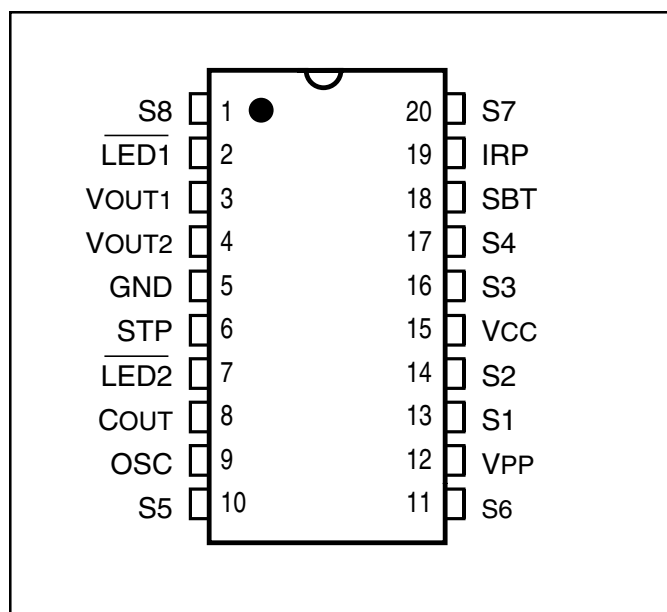 S8 1 20 S7
LED1 2 19 IRP
VOUT1 3 18 SBT
VOUT2 4 17 S4
GND 5 16 S3
STP 6 15 VCC
LED2 7 14 S2
COUT 8 13 S1
OSC 9 12 VPP
S5 10 11 S6